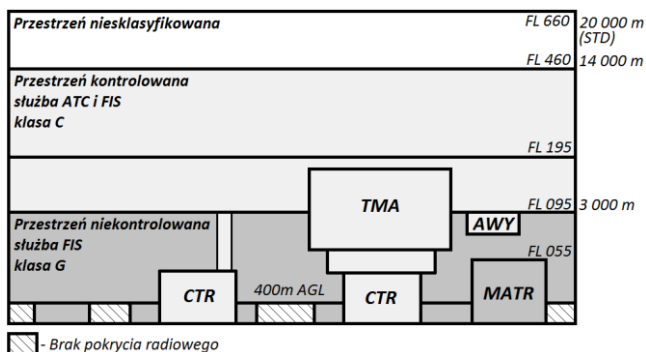 Przestrzeń niesklasyfikowana
FL 660
20 000 m
(STD)
FL 460
14 000 m
Przestrzeń kontrolowana
służba ATC i FIS
klasa C
FL 195
TMA
FL 095
3 000 m
Przestrzeń niekontrolowana
służba FIS
klasa G
AWY
FL 055
CTR
400m AGL
CTR
MATR
- Brak pokrycia radiowego